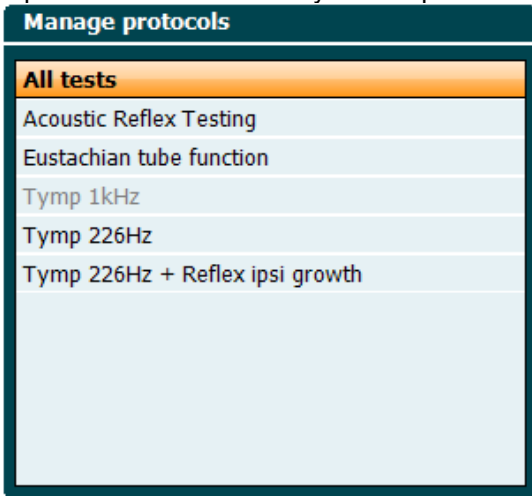 Manage protocols
All tests
Acoustic Reflex Testing
Eustachian tube function
Tymp 1kHz
Tymp 226Hz
Tymp 226Hz + Reflex ipsi growth